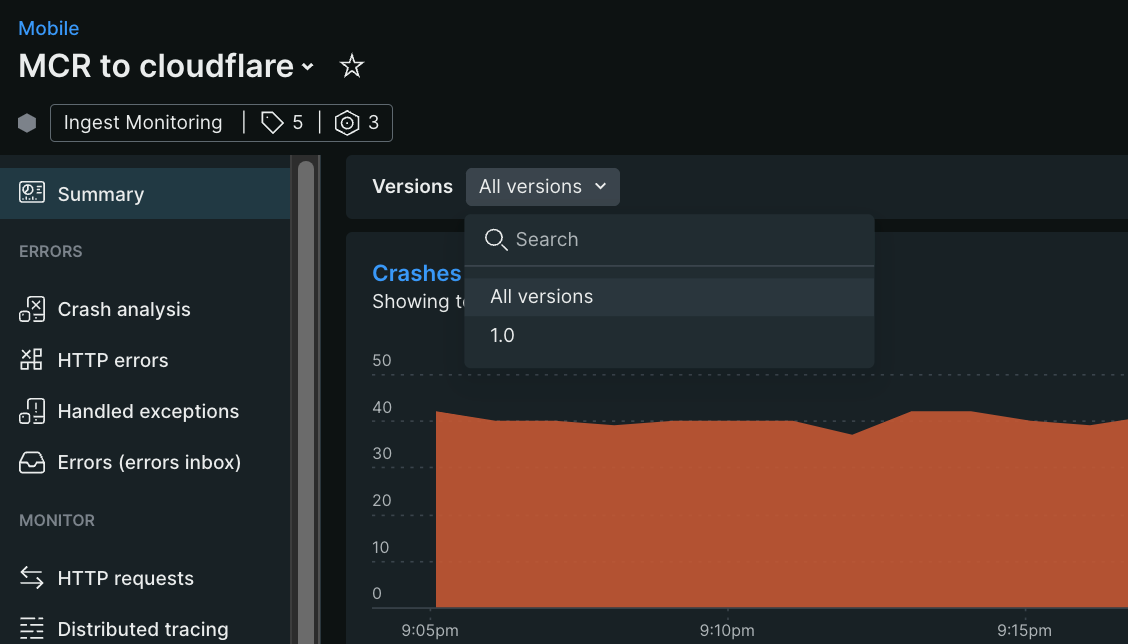 Mobile
MCR to cloudflare
Ingest Monitoring | 5 | 3
Summary
ERRORS
Crash analysis
HTTP errors
Handled exceptions
Errors (errors inbox)
MONITOR
HTTP requests
Distributed tracing
Versions All versions
Search
All versions
1.0
Crashes
Showing
50
40
30
20
10
0
9:05pm 9:10pm 9:15pm